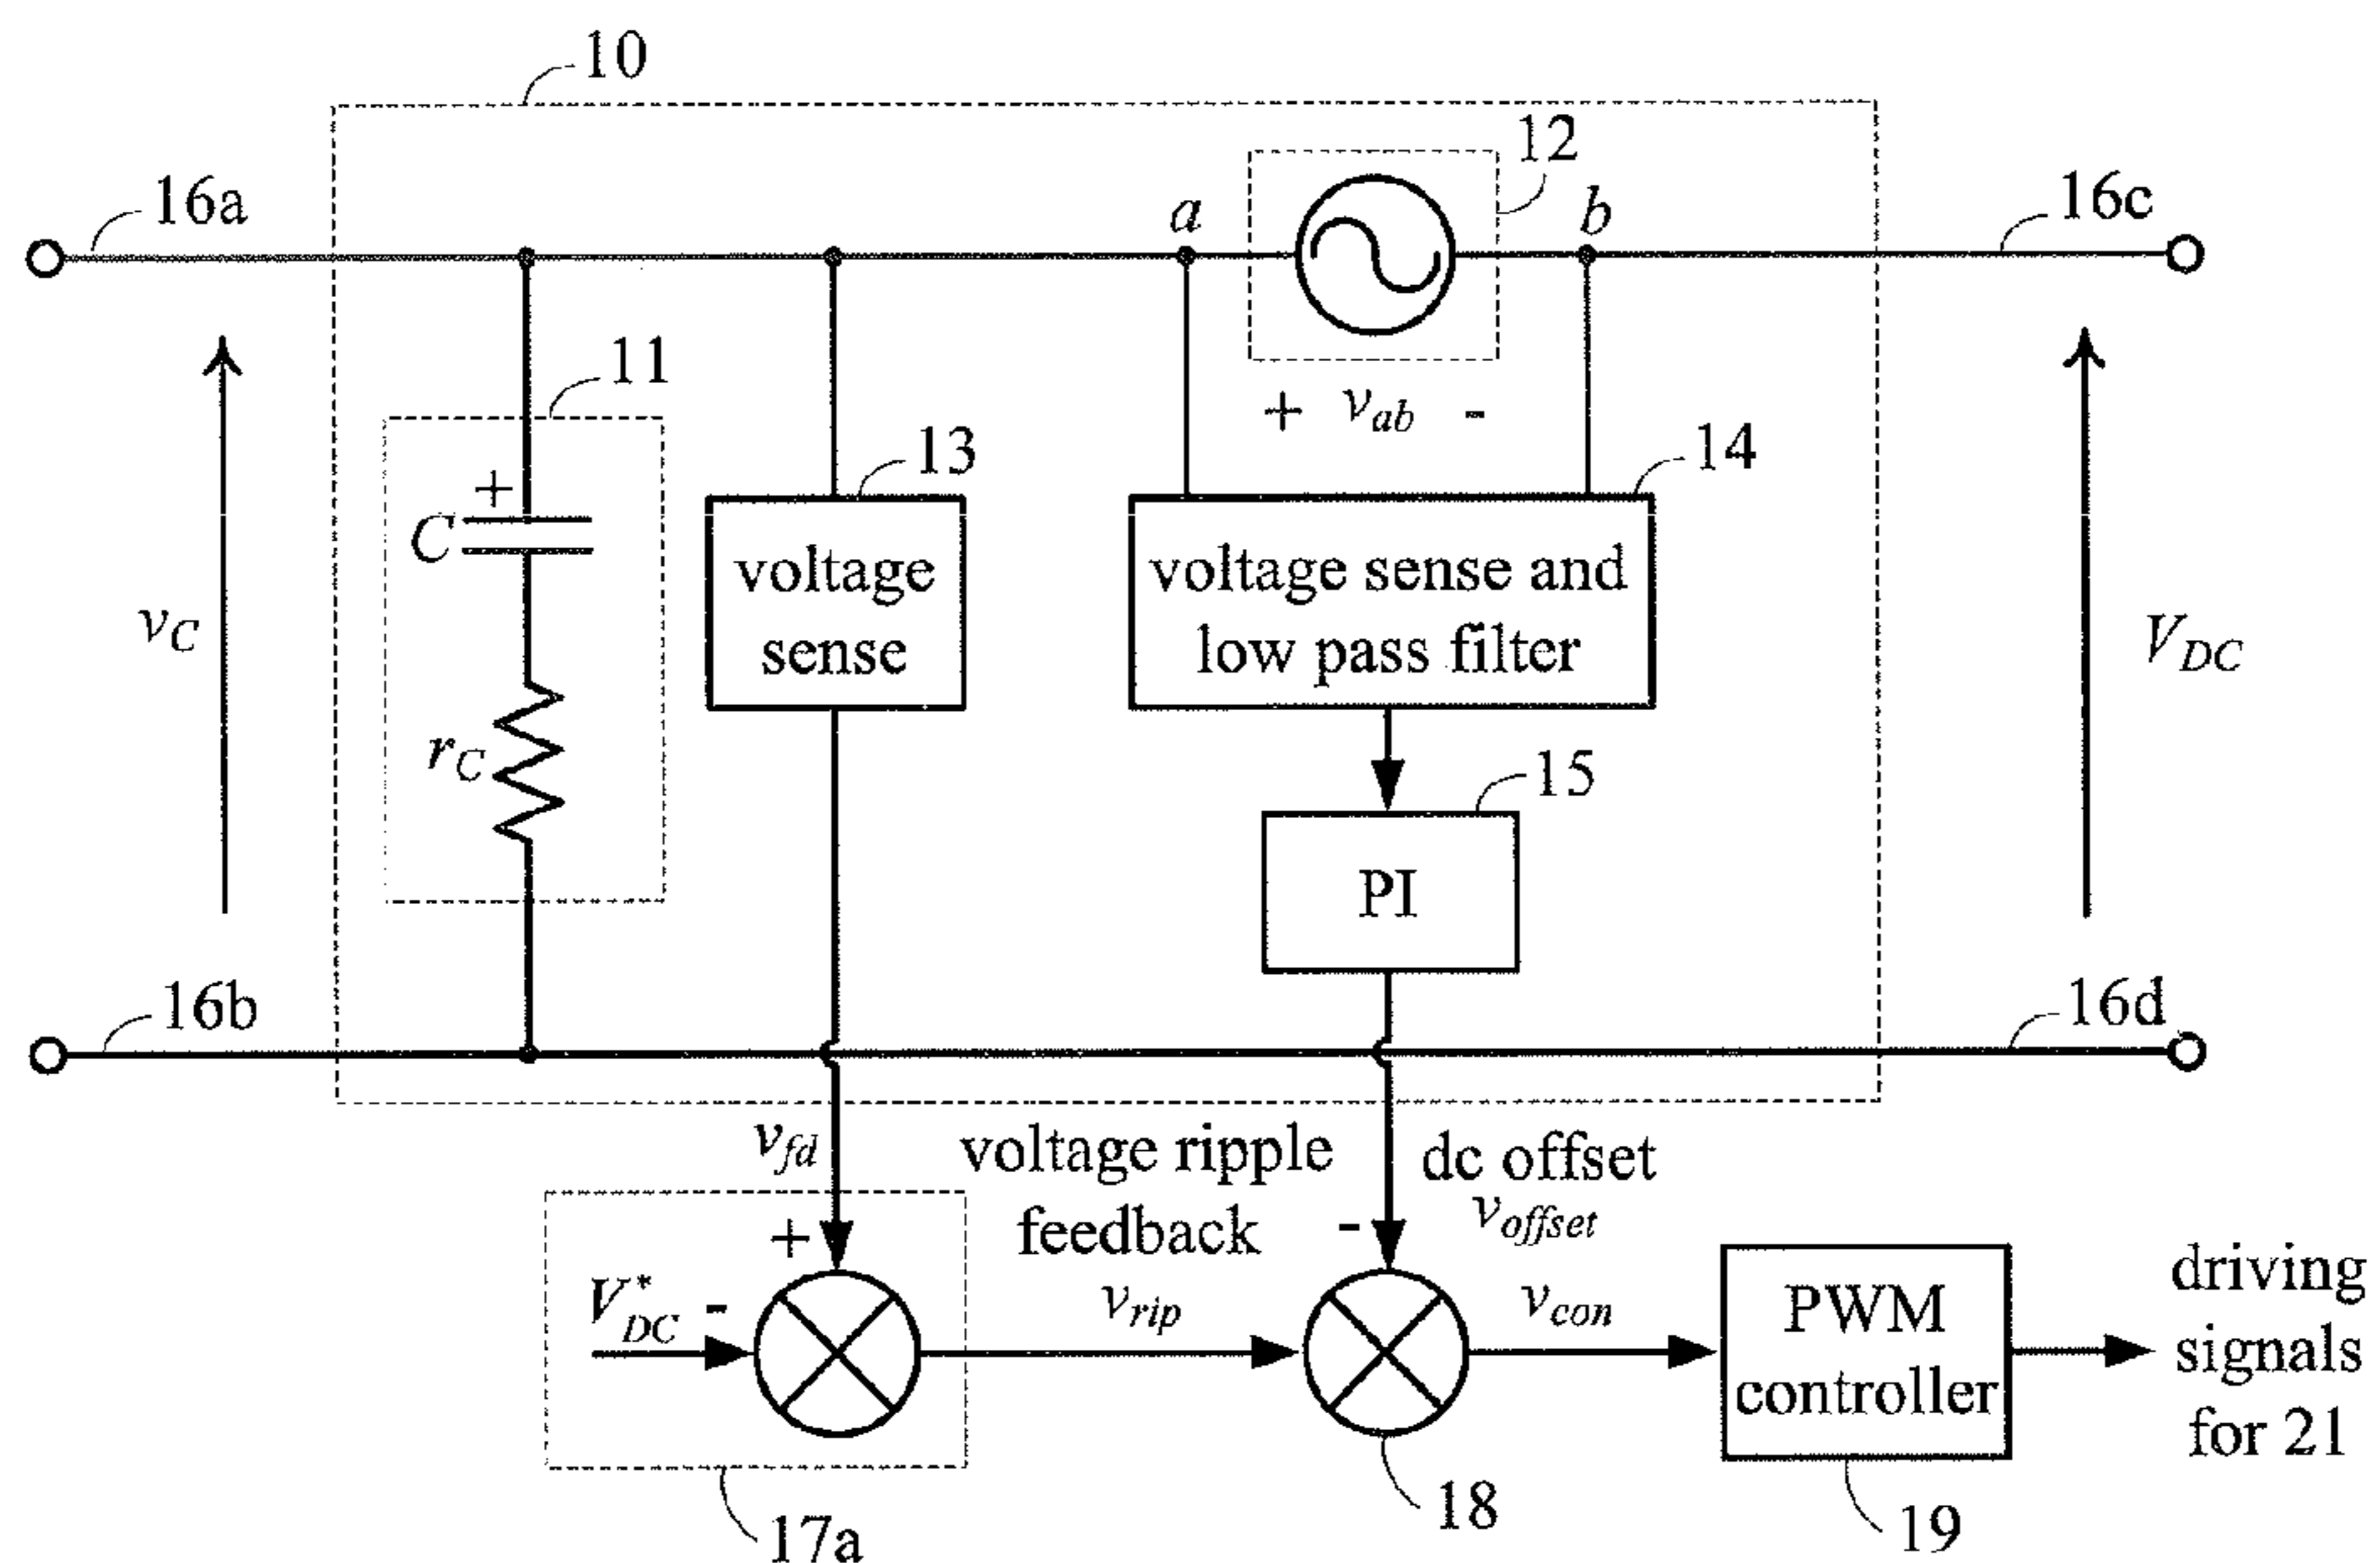 10
12
16a
a
b
16c
11
+ v_ab -
13
14
+
C
voltage
sense
voltage sense and
low pass filter
v_C
V_DC
r_C
15
PI
16b
16d
v_fd
voltage ripple
feedback
v_rip
dc offset
v_offset
+
-
V*_DC
-
v_con
PWM
controller
driving
signals
for 21
17a
18
19